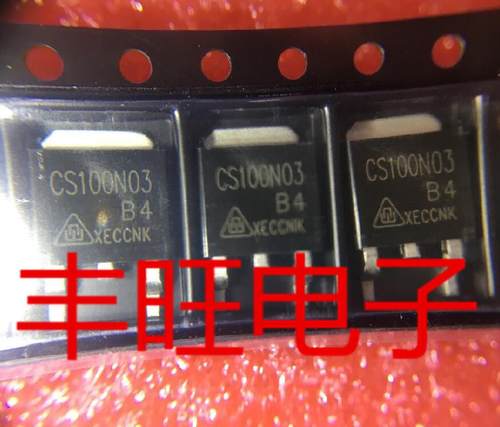 CS100N03
B4
XECCNK
CS100N03
B4
XECCNK
CS100N03
B4
XECCNK
丰旺电子